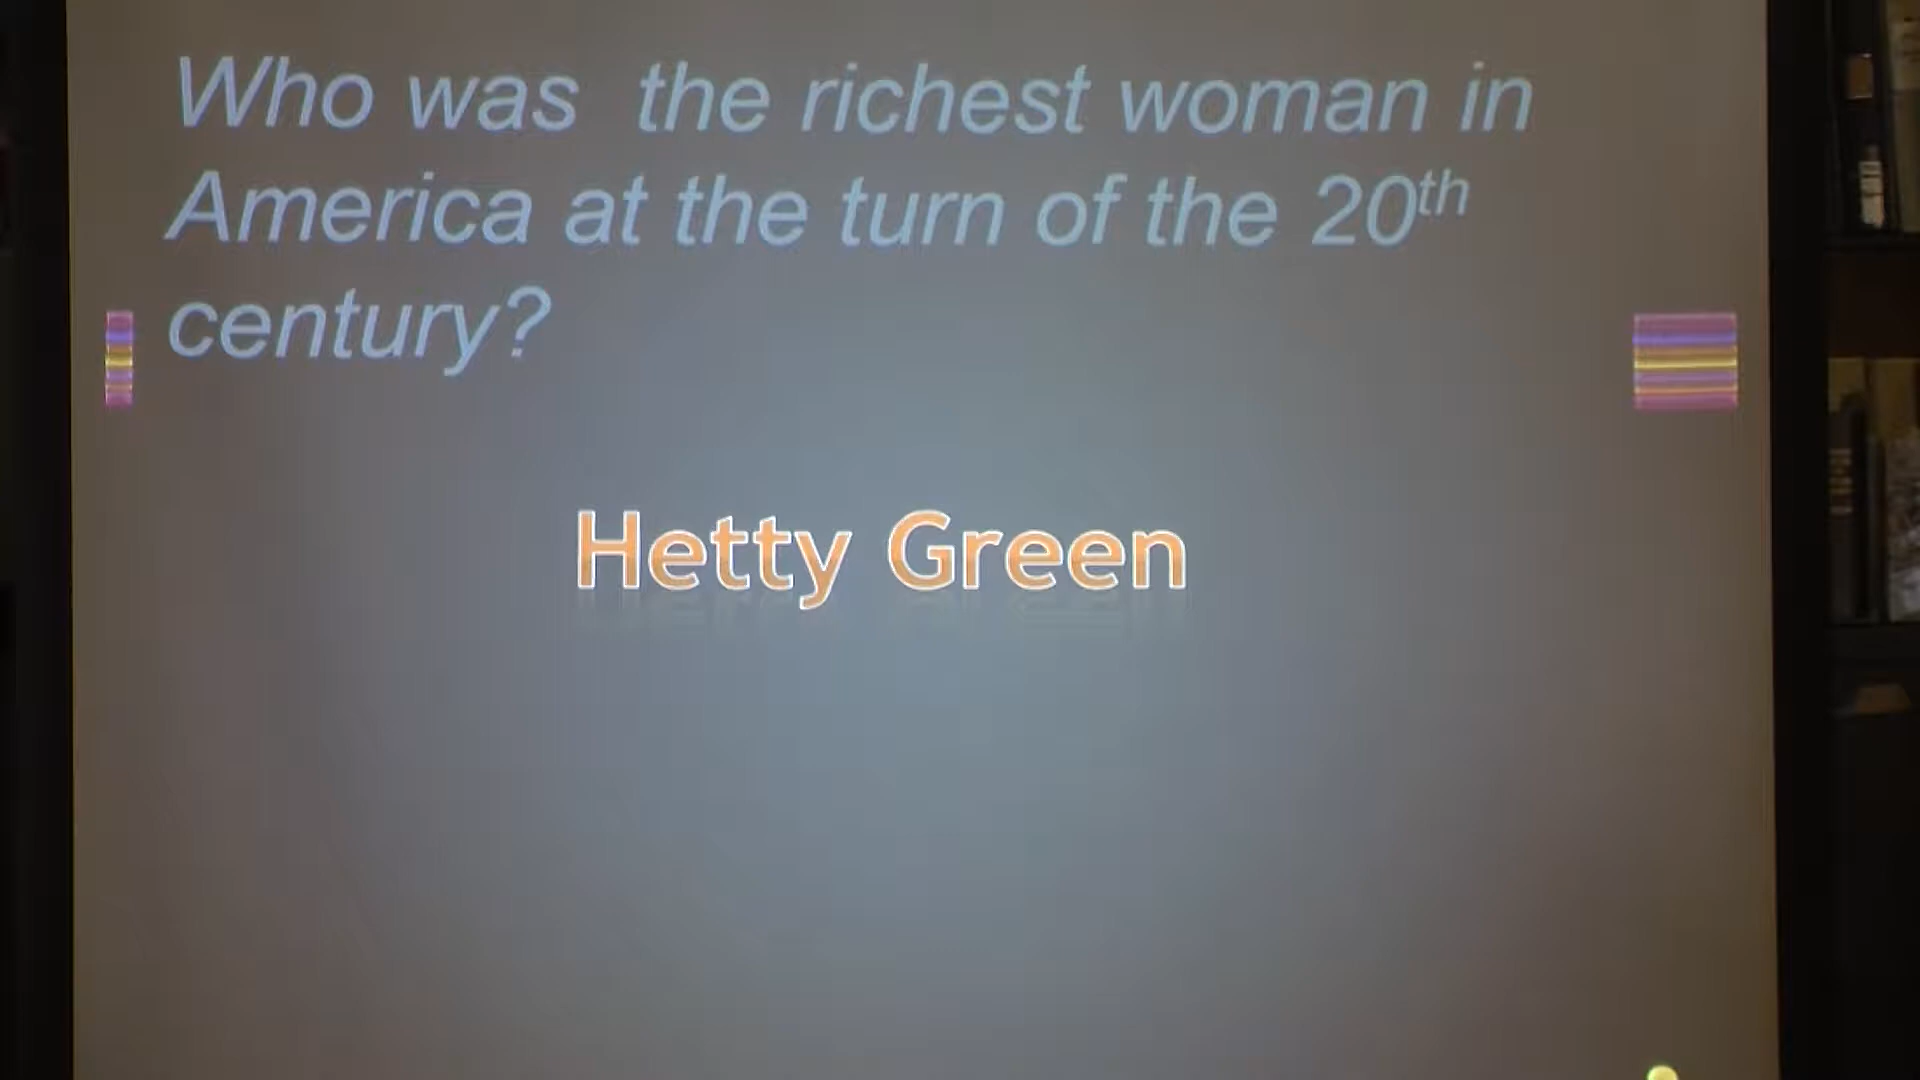 Who was  the richest woman in
America at the turn of the 20th
century?
Hetty Green